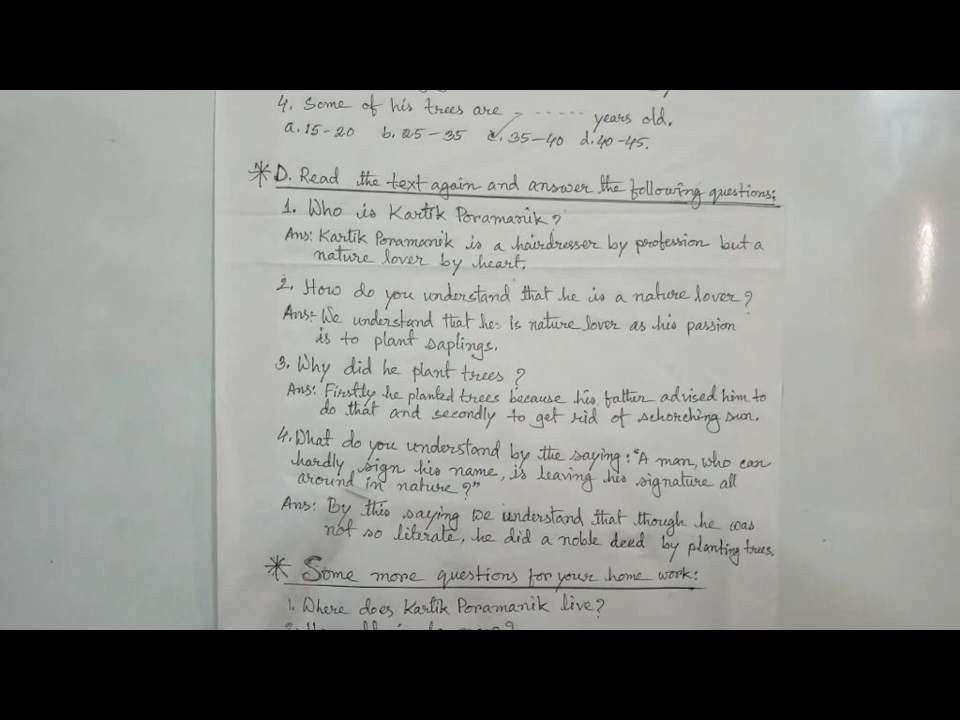 4. Some of his trees are - - - - - - years old.
a. 15-20 b. 25-35 c. 35-40 d. 40-45.
* D. Read the text again and answer the following questions:
1. Who is Kartik Poramanik?
Ans: Kartik Poramanik is a hairdresser by profession but a
nature lover by heart.
2. How do you understand that he is a nature lover?
Ans:- We understand that he is nature lover as his passion
is to plant saplings.
3. Why did he plant trees?
Ans: Firstly he planted trees because his father advised him to
do that and secondly to get rid of schorching sun.
4. What do you understand by the saying: "A man, who can
hardly sign his name, is leaving his signature all
around in nature?"
Ans: By this saying we understand that though he was
not so literate, he did a noble deed by planting trees.
* Some more questions for your home work:
1. Where does Kartik Poramanik live?